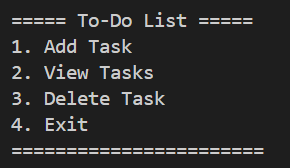 ===== To-Do List =====
1. Add Task
2. View Tasks
3. Delete Task
4. Exit
=======================